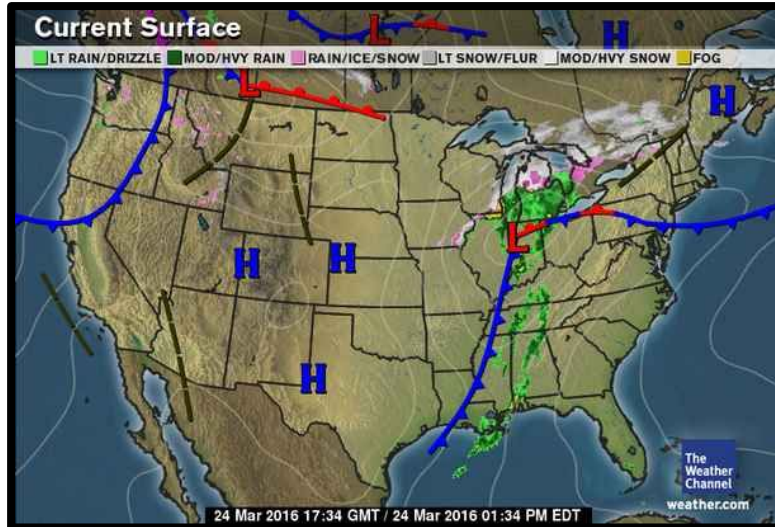 Current Surface
LT RAIN/DRIZZLE MOD/HVY RAIN RAIN/ICE/SNOW LT SNOW/FLUR MOD/HVY SNOW FOG
L
H
L
H
L
H
H
H
The
Weather
Channel
weather.com
24 Mar 2016 17:34 GMT / 24 Mar 2016 01:34 PM EDT